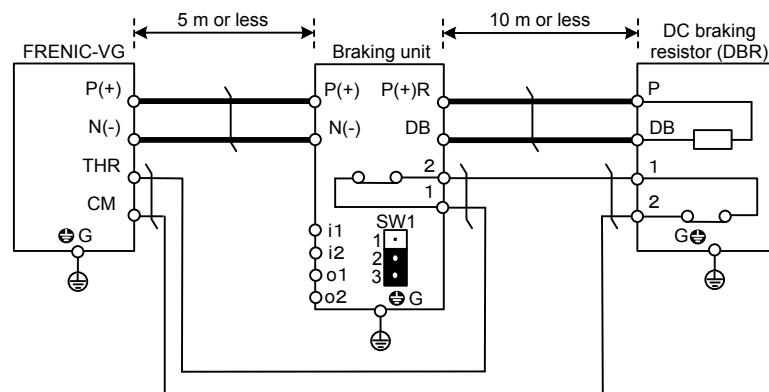 5 m or less
10 m or less
DC braking
resistor (DBR)
FRENIC-VG
Braking unit
P(+)
P(+)
P(+)R
P
N(-)
N(-)
DB
DB
THR
2
1
1
CM
SW1
2
i1
1
G
i2
2
G
o1
3
o2
G